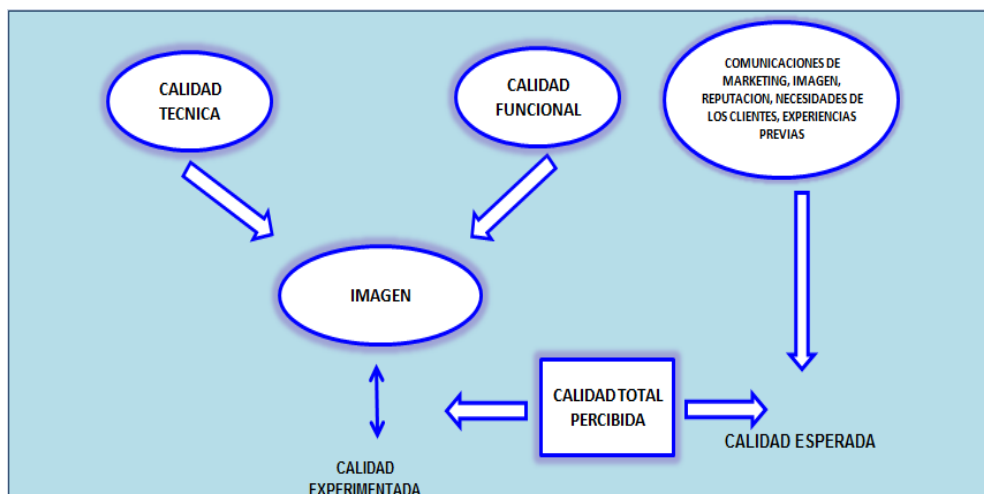 CALIDAD
TECNICA
CALIDAD
FUNCIONAL
COMUNICACIONES DE
MARKETING, IMAGEN,
REPUTACION, NECESIDADES DE
LOS CLIENTES, EXPERIENCIAS
PREVIAS
IMAGEN
CALIDAD TOTAL
PERCIBIDA
CALIDAD ESPERADA
CALIDAD
EXPERIMENTADA